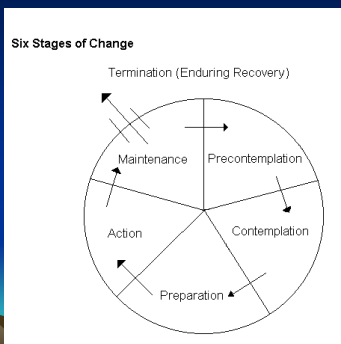 Six Stages of Change
Termination (Enduring Recovery)
Maintenance
Precontemplation
Action
Contemplation
Preparation